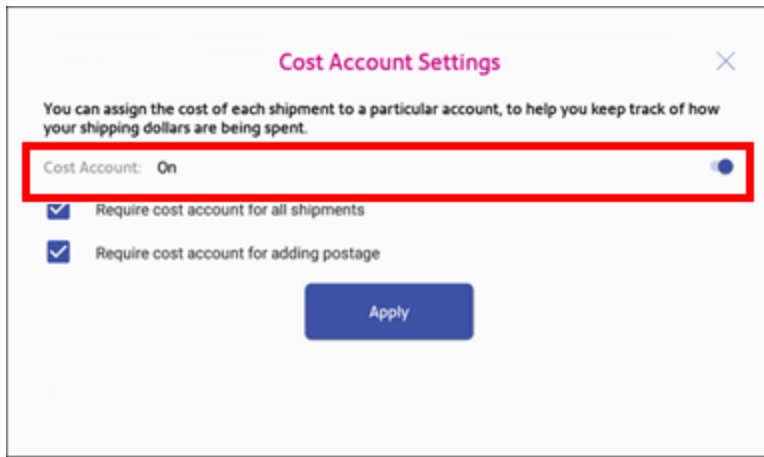 Cost Account Settings
You can assign the cost of each shipment to a particular account, to help you keep track of how
your shipping dollars are being spent.
Cost Account: On
Require cost account for all shipments
Require cost account for adding postage
Apply